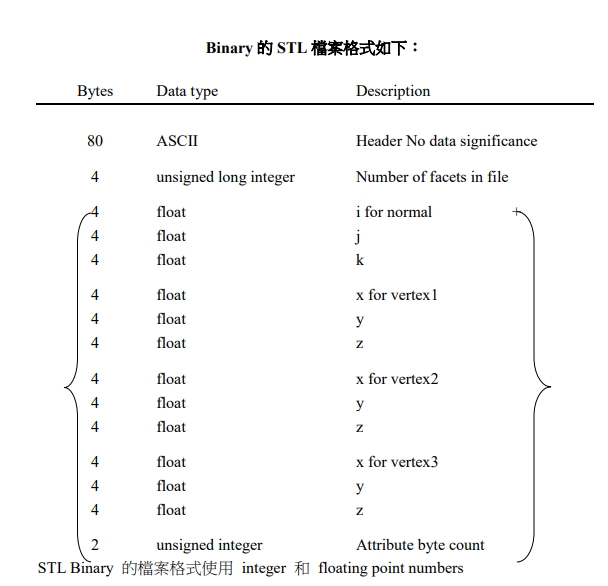 Binary 的 STL 檔案格式如下：
Bytes Data type Description
80 ASCII Header No data significance
4 unsigned long integer Number of facets in file
4 float i for normal
4 float j
4 float k
4 float x for vertex1
4 float y
4 float z
4 float x for vertex2
4 float y
4 float z
4 float x for vertex3
4 float y
4 float z
2 unsigned integer Attribute byte count
STL Binary 的檔案格式使用 integer 和 floating point numbers